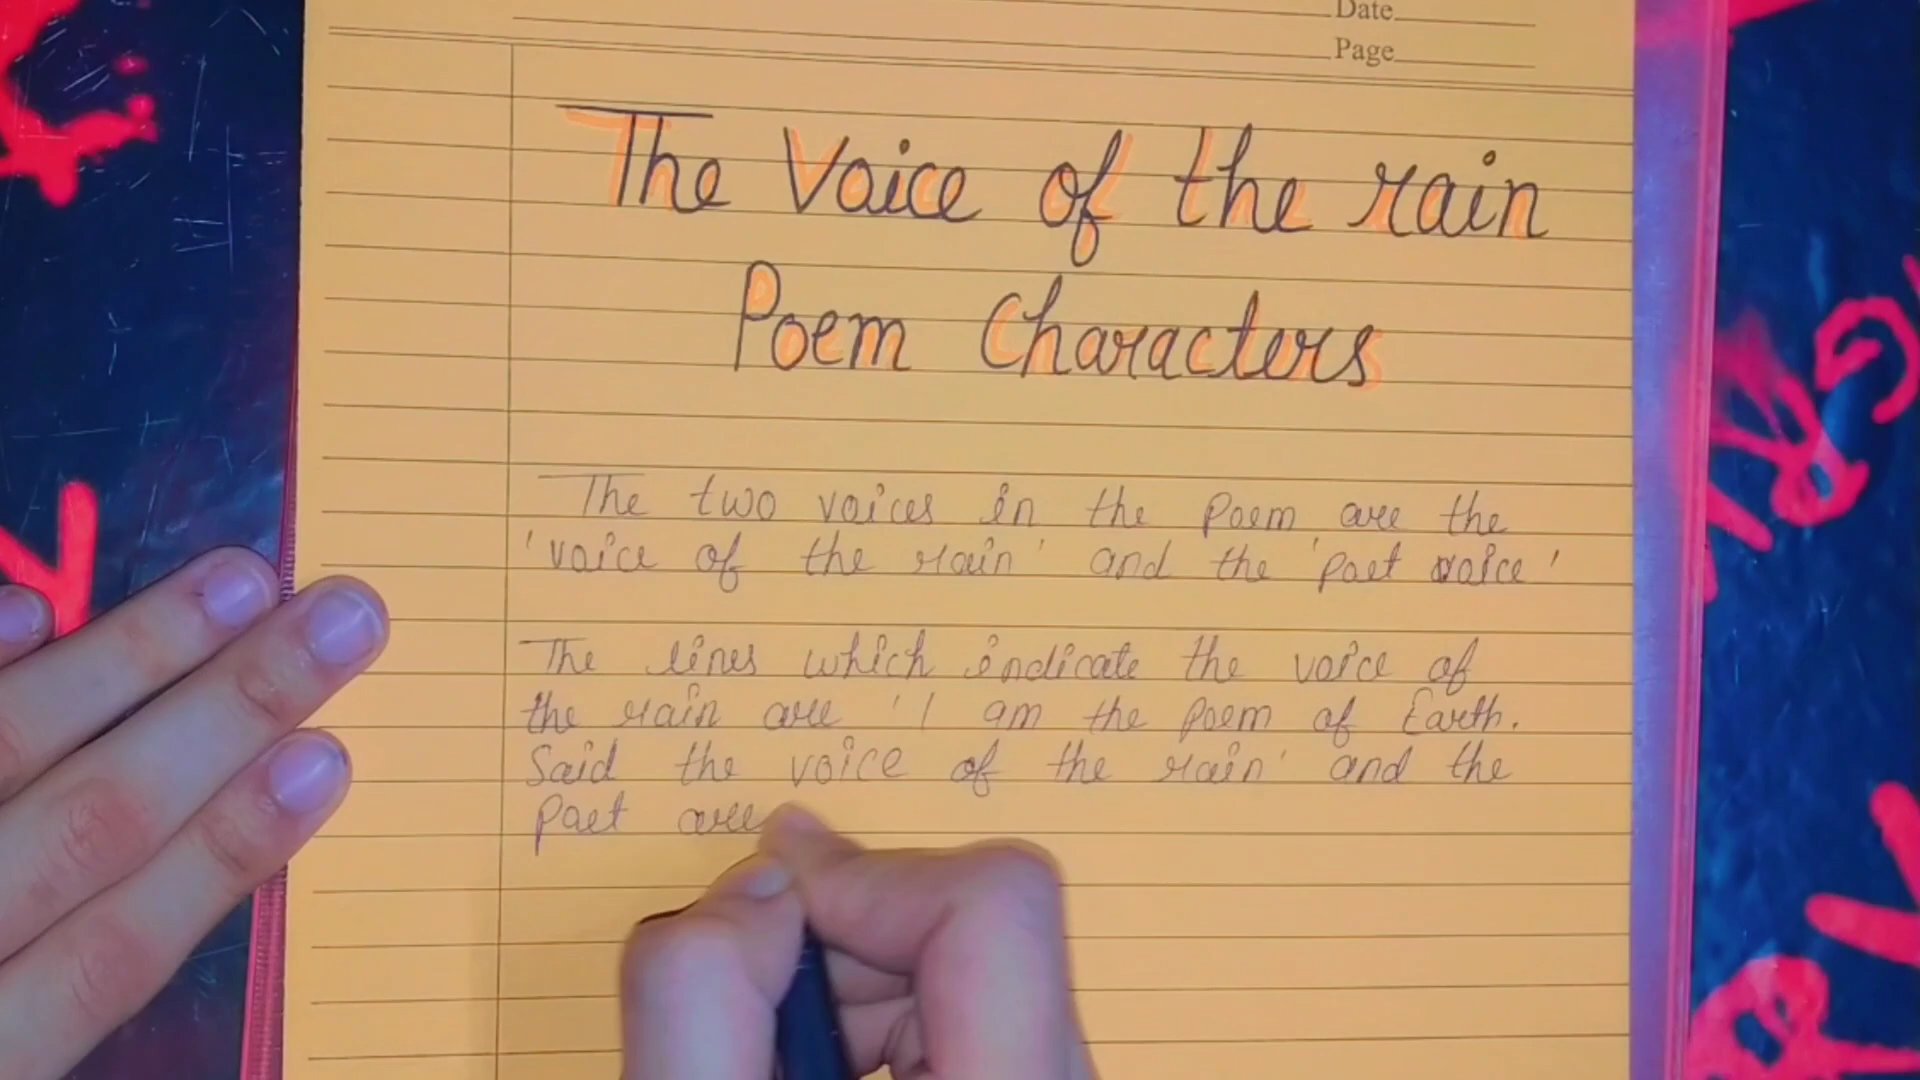 Date
Page
The Voice of the rain
Poem Characters
The two voices in the Poem are the
'voice of the rain' and the 'poet voice'
The lines which indicate the voice of
the rain are 'I am the Poem of Earth.
Said the voice of the rain' and the
Poet are